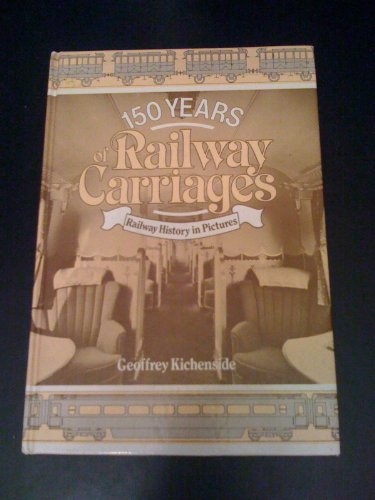 150 YEARS
of Railway
Carriages
Railway History in Pictures
Geoffrey Kichenside